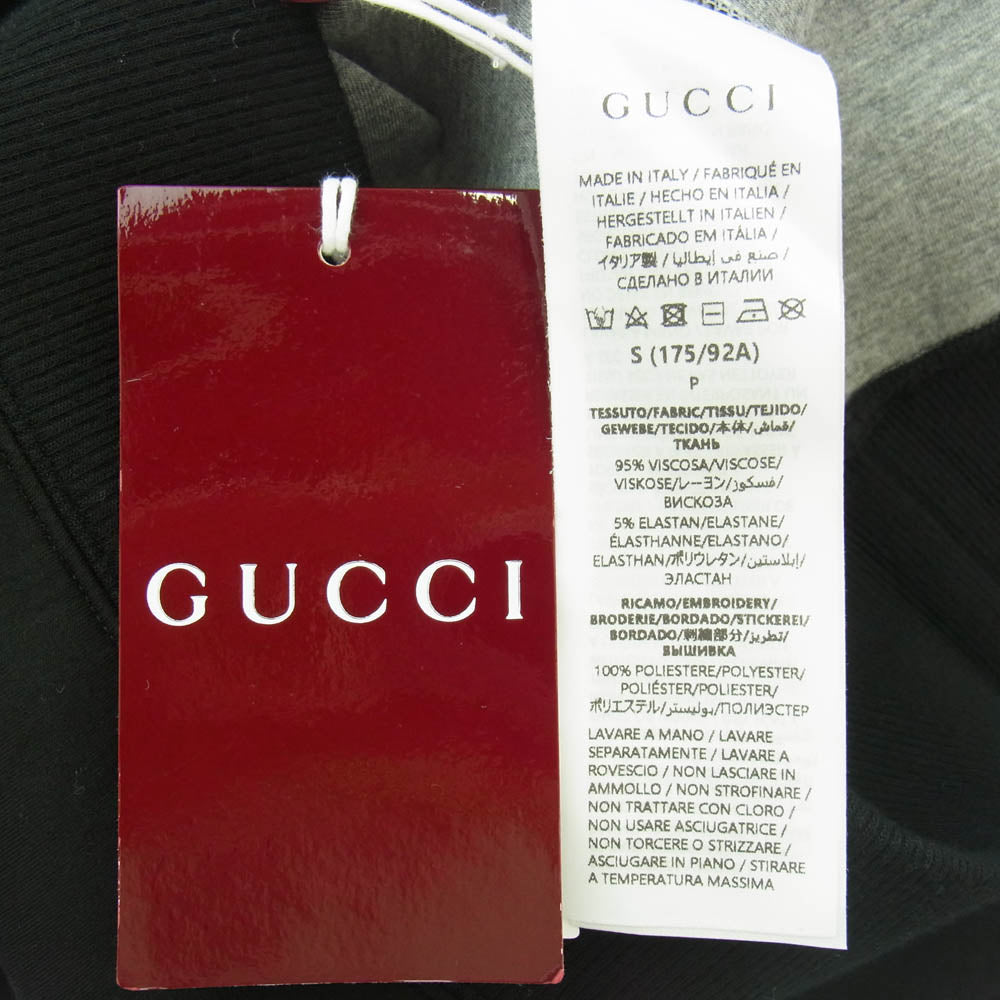 GUCCI
GUCCI
MADE IN ITALY / FABRIQUÉ EN
ITALIE / HECHO EN ITALIA /
HERGESTELLT IN ITALIEN /
FABRICADO EM ITÁLIA /
イタリア製 / صنع في إيطاليا /
СДЕЛАНО В ИТАЛИИ
S (175/92A)
P
TESSUTO/FABRIC/TISSU/TEJIDO/
GEWEBE/TECIDO/本体/قماش/
ТКАНЬ
95% VISCOSA/VISCOSE/
VISKOSE/レーヨン/فسكوز/
ВИСКОЗА
5% ELASTAN/ELASTANE/
ÉLASTHANNE/ELASTANO/
ELASTHAN/ポリウレタン/إيلاستين/
ЭЛАСТАН
RICAMO/EMBROIDERY/
BRODERIE/BORDADO/STICKEREI/
BORDADO/刺繍部分/تطريز/
ВЫШИВКА
100% POLIESTERE/POLYESTER/
POLIÉSTER/POLIESTER/
ポリエステル/بوليستر/ПОЛИЭСТЕР
LAVARE A MANO / LAVARE
SEPARATAMENTE / LAVARE A
ROVESCIO / NON LASCIARE IN
AMMOLLO / NON STROFINARE /
NON TRATTARE CON CLORO /
NON USARE ASCIUGATRICE /
NON TORCERE O STRIZZARE /
ASCIUGARE IN PIANO / STIRARE
A TEMPERATURA MASSIMA